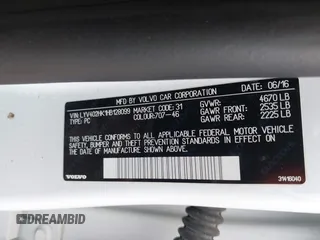 MFD BY VOLVO CAR CORPORATION
DATE: 06/16
VIN: LYV402HK1HB128099 MARKET CODE: 31
GVWR: 4670 LB
TYPE: PC COLOUR: 707-46
GAWR FRONT: 2535 LB
GAWR REAR: 2225 LB
THIS VEHICLE CONFORMS TO ALL APPLICABLE U.S. FEDERAL MOTOR VEHICLE
SAFETY, BUMPER AND THEFT PREVENTION STANDARDS IN EFFECT ON THE DATE OF
MANUFACTURE SHOWN ABOVE.
VOLVO
31416040
DREAMBID